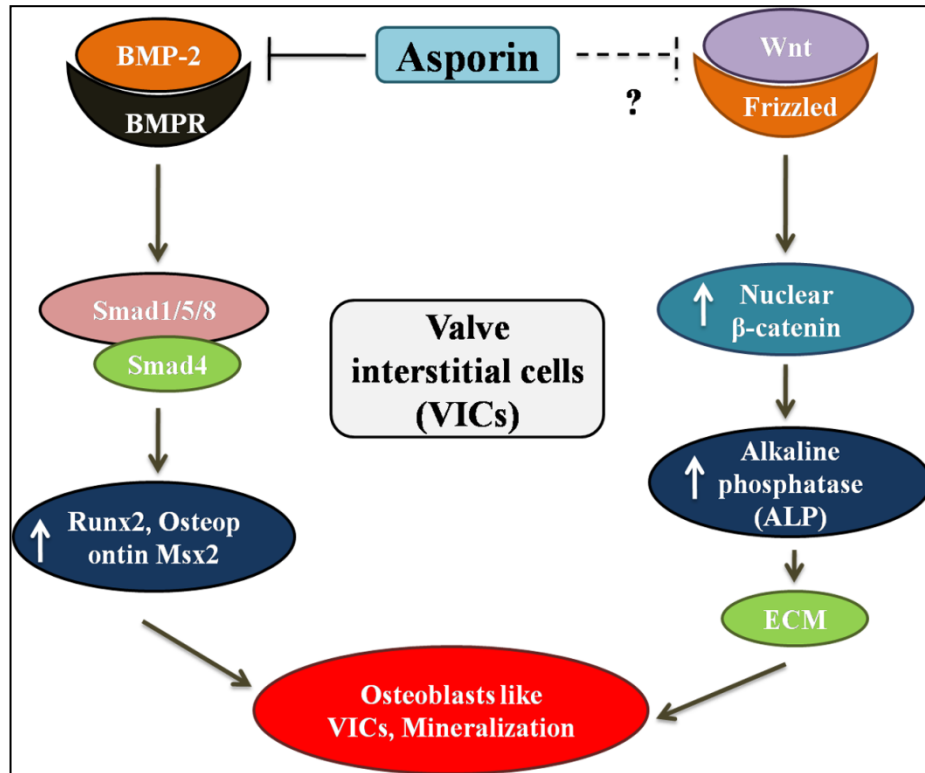 BMP-2
BMPR
Asporin
?
Wnt
Frizzled
Smad1/5/8
Smad4
Valve
interstitial cells
(VICs)
Nuclear
β-catenin
Runx2, Osteop
ontin Msx2
Alkaline
phosphatase
(ALP)
ECM
Osteoblasts like
VICs, Mineralization